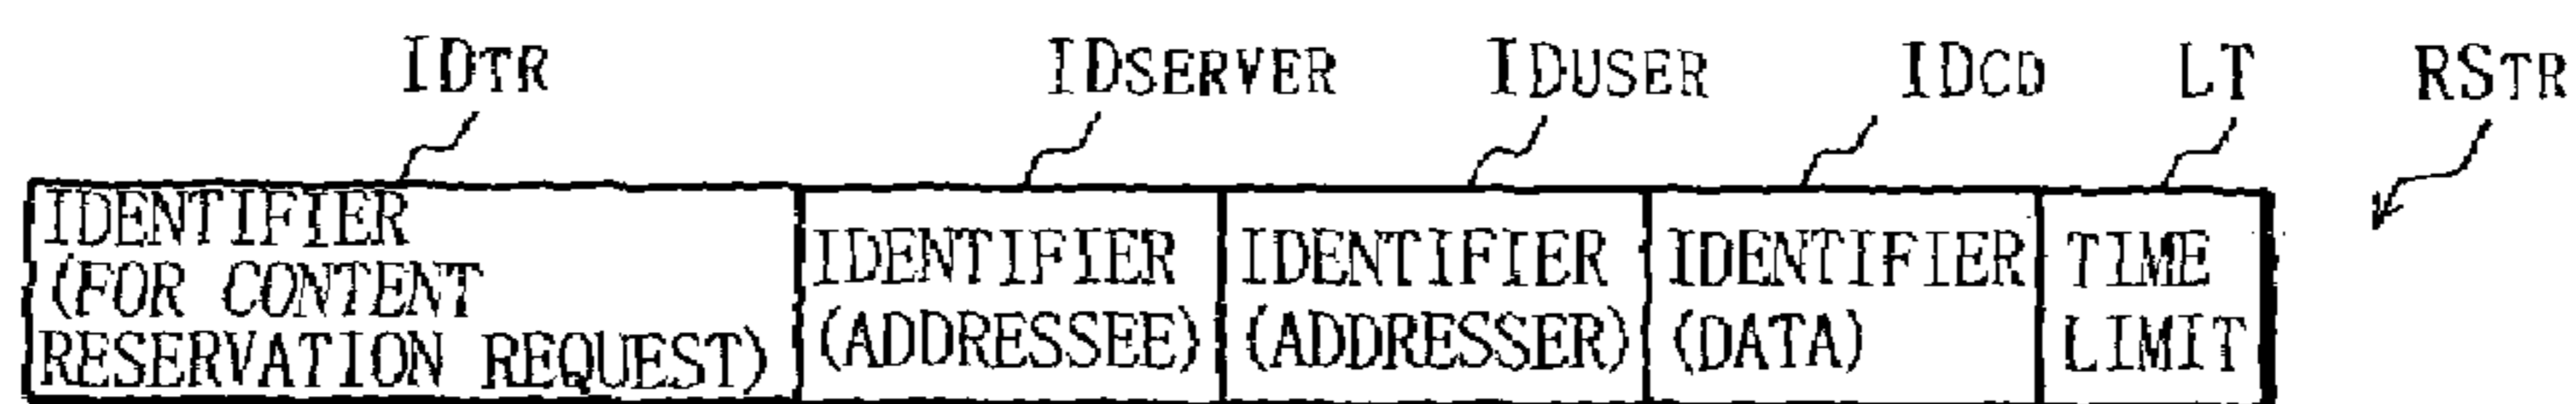 IDTR IDSERVER IDUSER IDCD LT RSTR
IDENTIFIER
(FOR CONTENT
RESERVATION REQUEST)
IDENTIFIER
(ADDRESSEE)
IDENTIFIER
(ADDRESSER)
IDENTIFIER
(DATA)
TIME
LIMIT